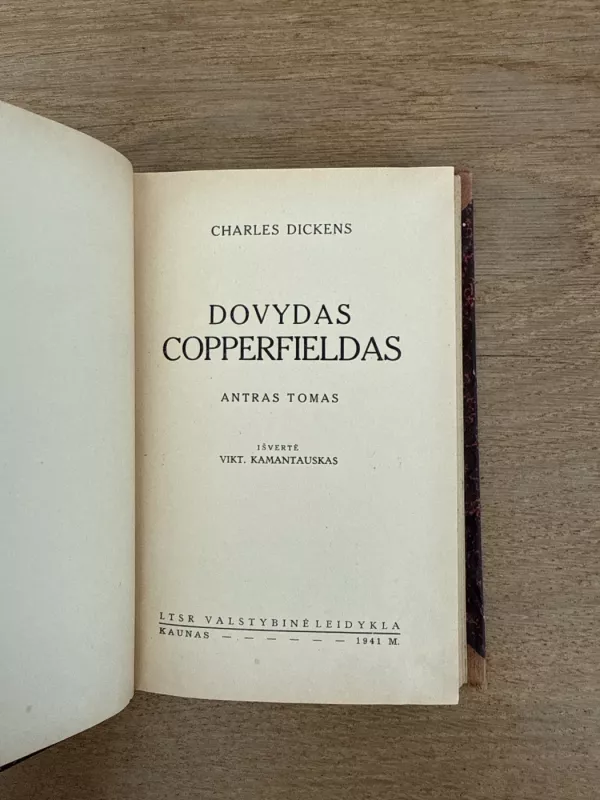 CHARLES DICKENS
DOVYDAS
COPPERFIELDAS
ANTRAS TOMAS
IŠVERTĖ
VIKT. KAMANTAUSKAS
LTSR VALSTYBINĖ LEIDYKLA
KAUNAS — — — — — — 1941 M.